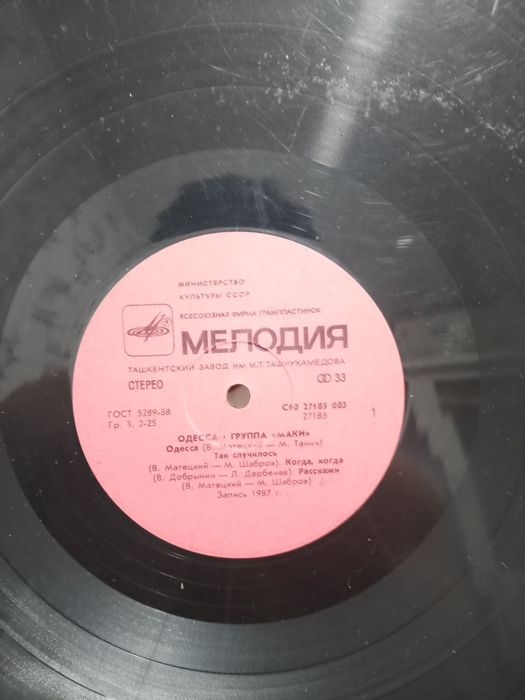 МИНИСТЕРСТВО
КУЛЬТУРЫ СССР
ВСЕСОЮЗНАЯ ФИРМА ГРАМПЛАСТИНОК
МЕЛОДИЯ
ТАШКЕНТСКИЙ ЗАВОД ИМ. М.Т. ТАШМУХАМЕДОВА
СТЕРЕО 33
ГОСТ 5289-88 С60 27185 003
Гр. 3. 2-25 27185 1
ОДЕССА • ГРУППА «МАКИ»
Одесса (В. Матецкий — М. Танич)
Так случилось
(В. Матецкий — М. Шабров). Когда, когда
(В. Добрынин — Л. Дербенев). Расскажи
(В. Матецкий — М. Шабров)
Запись 1987 г.